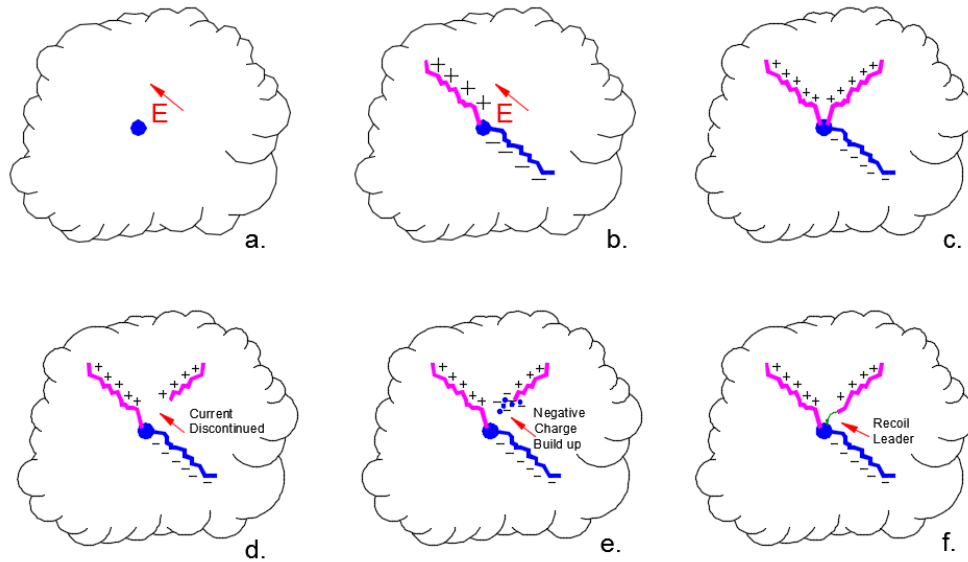 E
a.
+ + + +
E
— — — —
b.
+ + + + + + + + + +
− − − − − −
c.
+ + + + + + + +
Current
Discontinued
− − − − − −
d.
+ + + + + + + +
Negative
Charge
Build up
− − − − − −
e.
+ + + + + + + +
Recoil
Leader
− − − − − −
f.